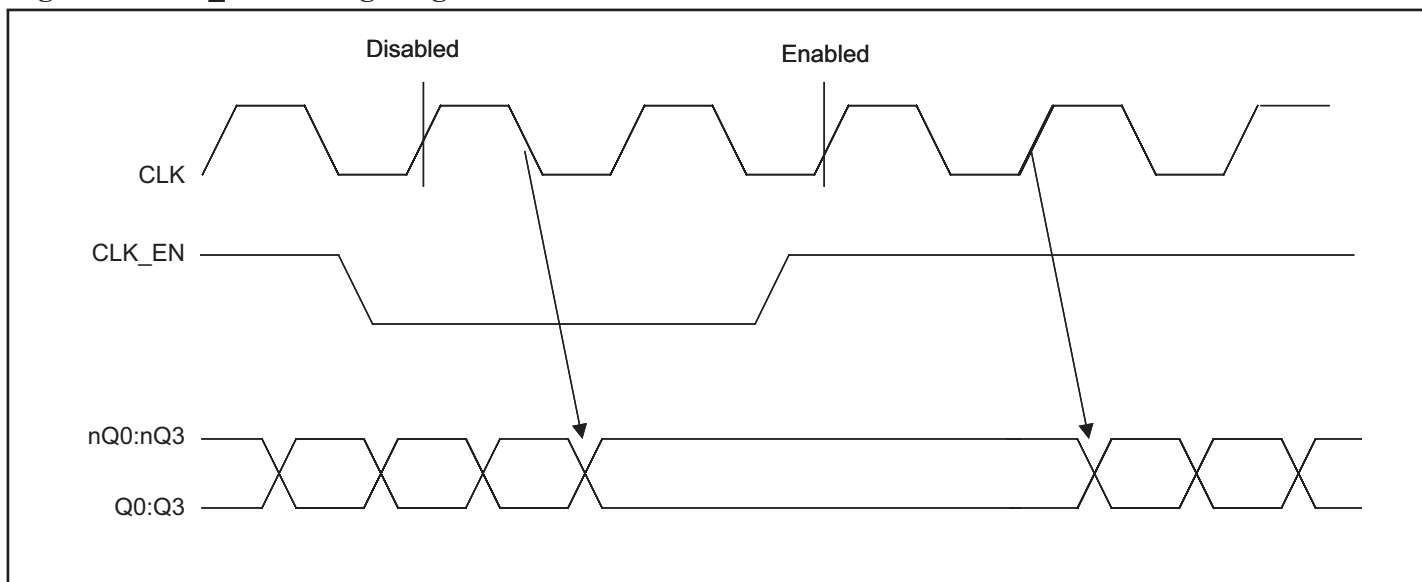 Disabled
Enabled
CLK
CLK_EN
nQ0:nQ3
Q0:Q3